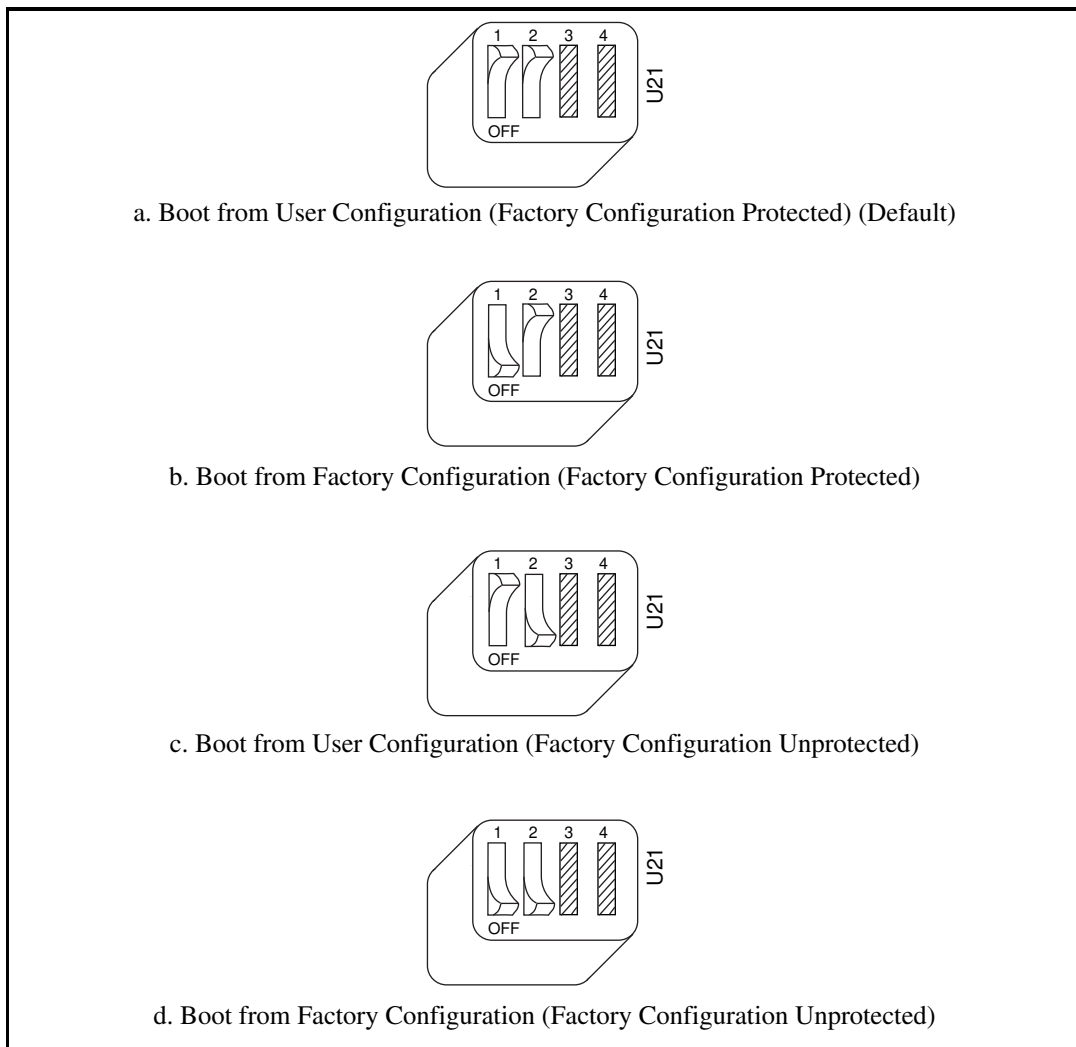 1 2 3 4
U21
OFF
a. Boot from User Configuration (Factory Configuration Protected) (Default)
1 2 3 4
U21
OFF
b. Boot from Factory Configuration (Factory Configuration Protected)
1 2 3 4
U21
OFF
c. Boot from User Configuration (Factory Configuration Unprotected)
1 2 3 4
U21
OFF
d. Boot from Factory Configuration (Factory Configuration Unprotected)